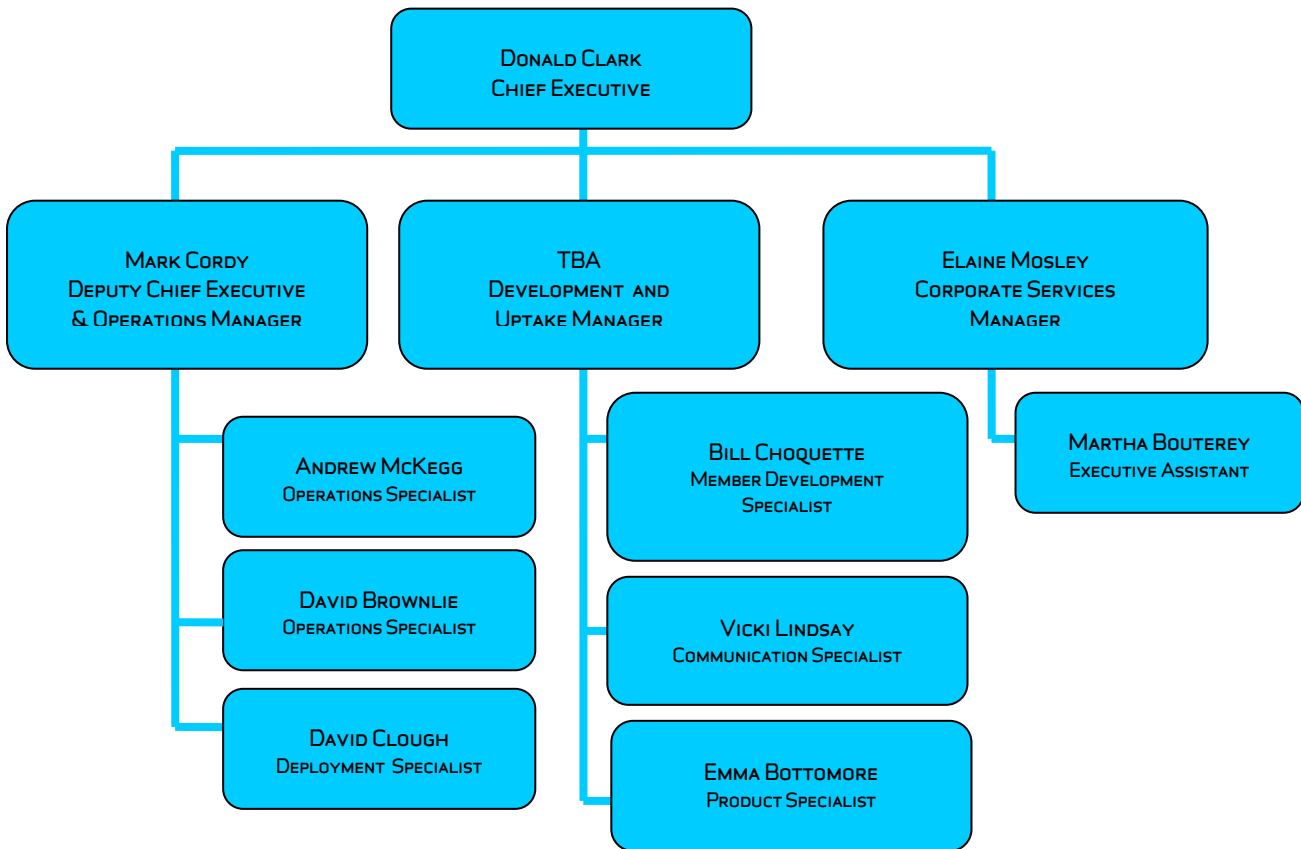 Donald Clark
Chief Executive
Mark Cordy
Deputy Chief Executive
& Operations Manager
TBA
Development and
Uptake Manager
Elaine Mosley
Corporate Services
Manager
Andrew McKegg
Operations Specialist
David Brownlie
Operations Specialist
David Clough
Deployment Specialist
Bill Choquette
Member Development
Specialist
Vicki Lindsay
Communication Specialist
Emma Bottomore
Product Specialist
Martha Bouterey
Executive Assistant